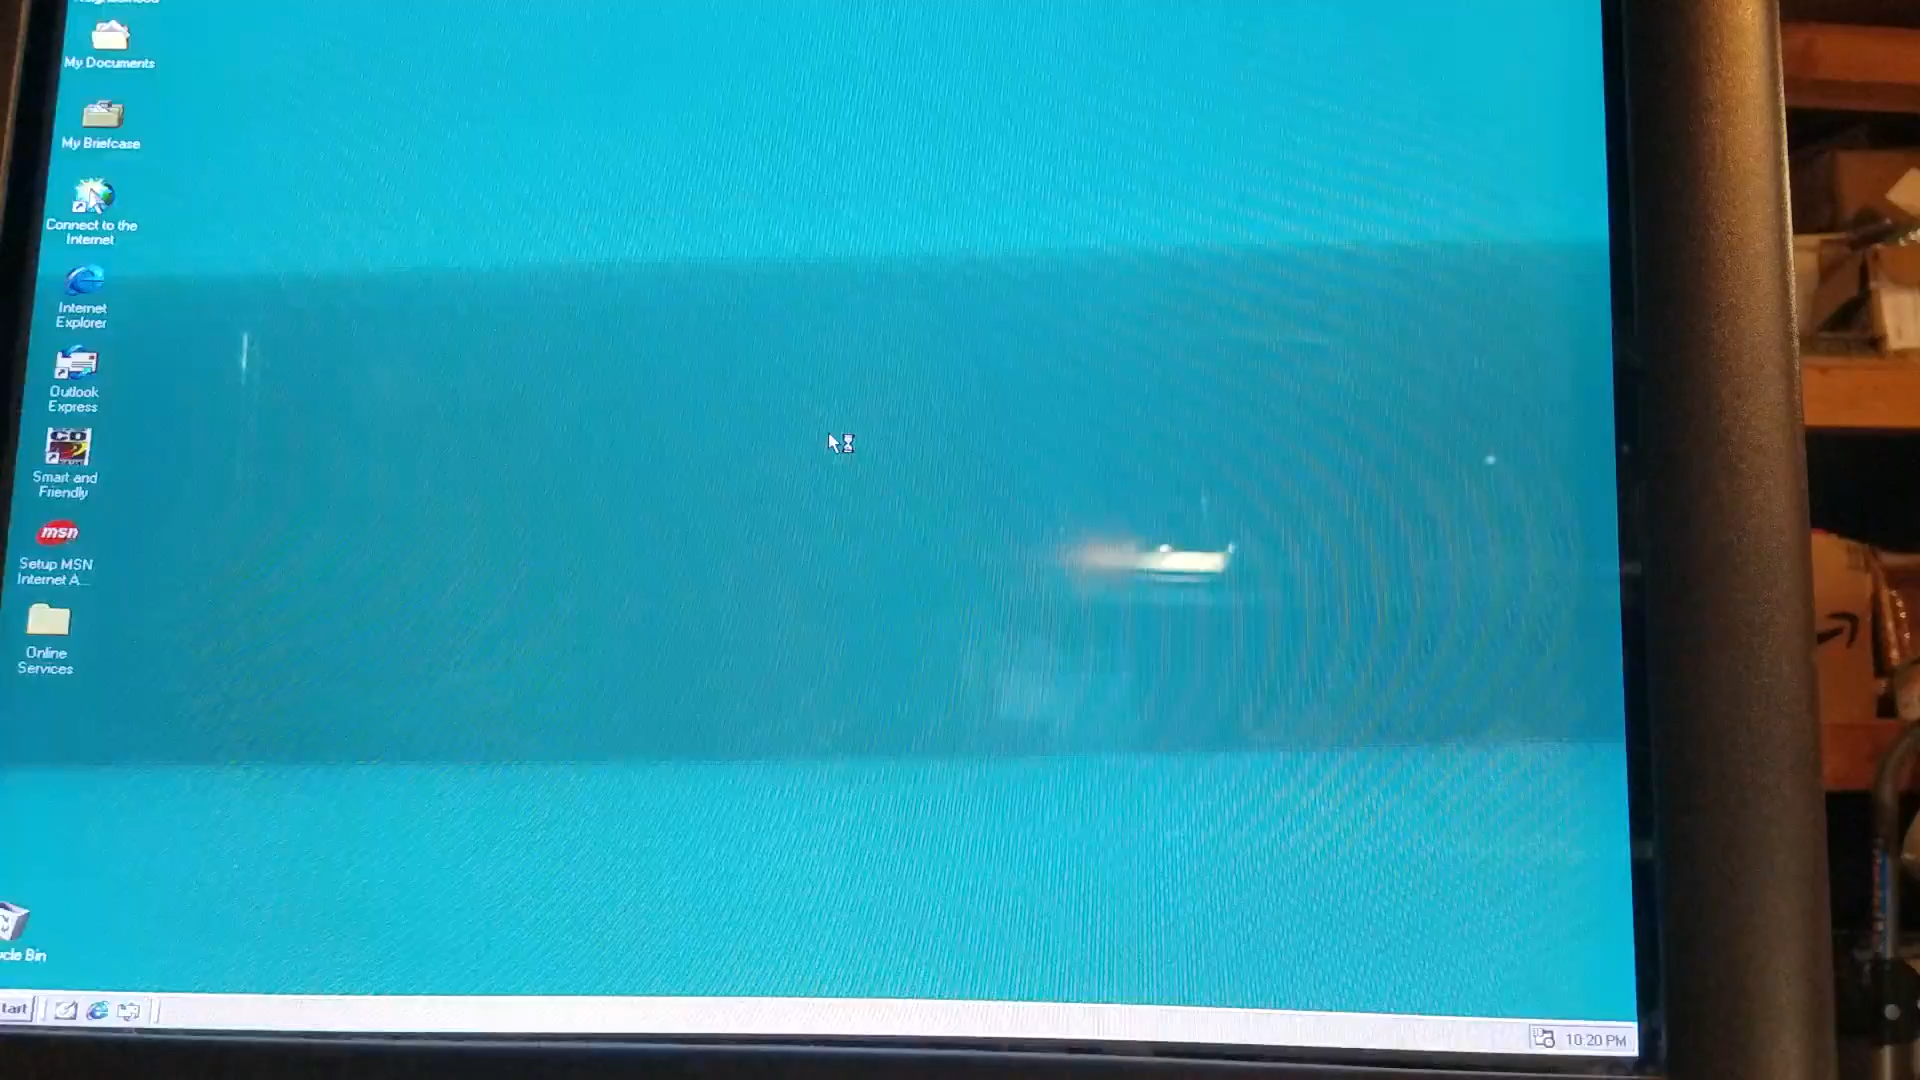 My Documents
My Briefcase
Connect to the
Internet
Internet
Explorer
Outlook
Express
CD
Smart and
Friendly
msn
Setup MSN
Internet A...
Online
Services
cle Bin
tart
10:20 PM